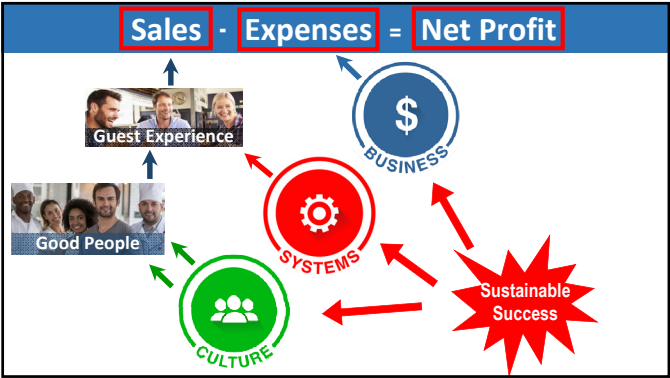 Sales - Expenses = Net Profit
$
BUSINESS
Guest Experience
SYSTEMS
Good People
CULTURE
Sustainable
Success